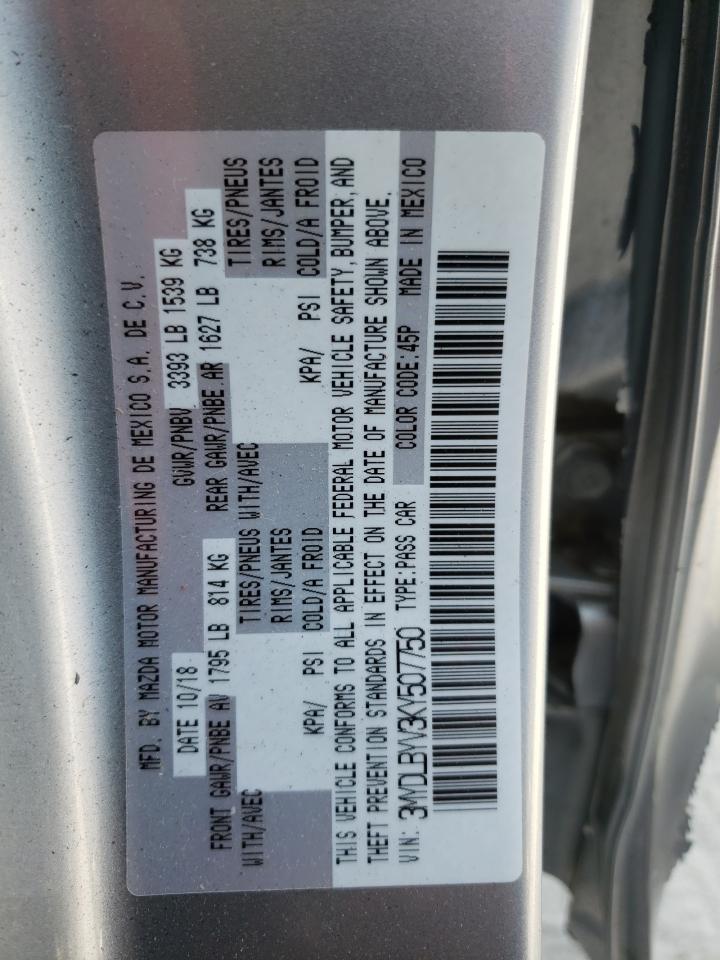 MFD. BY MAZDA MOTOR MANUFACTURING DE MEXICO S.A. DE C.V.
DATE 10/18 GVWR/PNBV 3393 LB 1539 KG
FRONT GAWR/PNBE AV 1795 LB 814 KG REAR GAWR/PNBE AR 1627 LB 738 KG
WITH/AVEC TIRES/PNEUS WITH/AVEC TIRES/PNEUS
RIMS/JANTES RIMS/JANTES
KPA/ PSI COLD/A FROID KPA/ PSI COLD/A FROID
THIS VEHICLE CONFORMS TO ALL APPLICABLE FEDERAL MOTOR VEHICLE SAFETY, BUMPER, AND
THEFT PREVENTION STANDARDS IN EFFECT ON THE DATE OF MANUFACTURE SHOWN ABOVE.
VIN: 3MYDLBYV3KY507750 TYPE: PASS CAR COLOR CODE: 45P MADE IN MEXICO